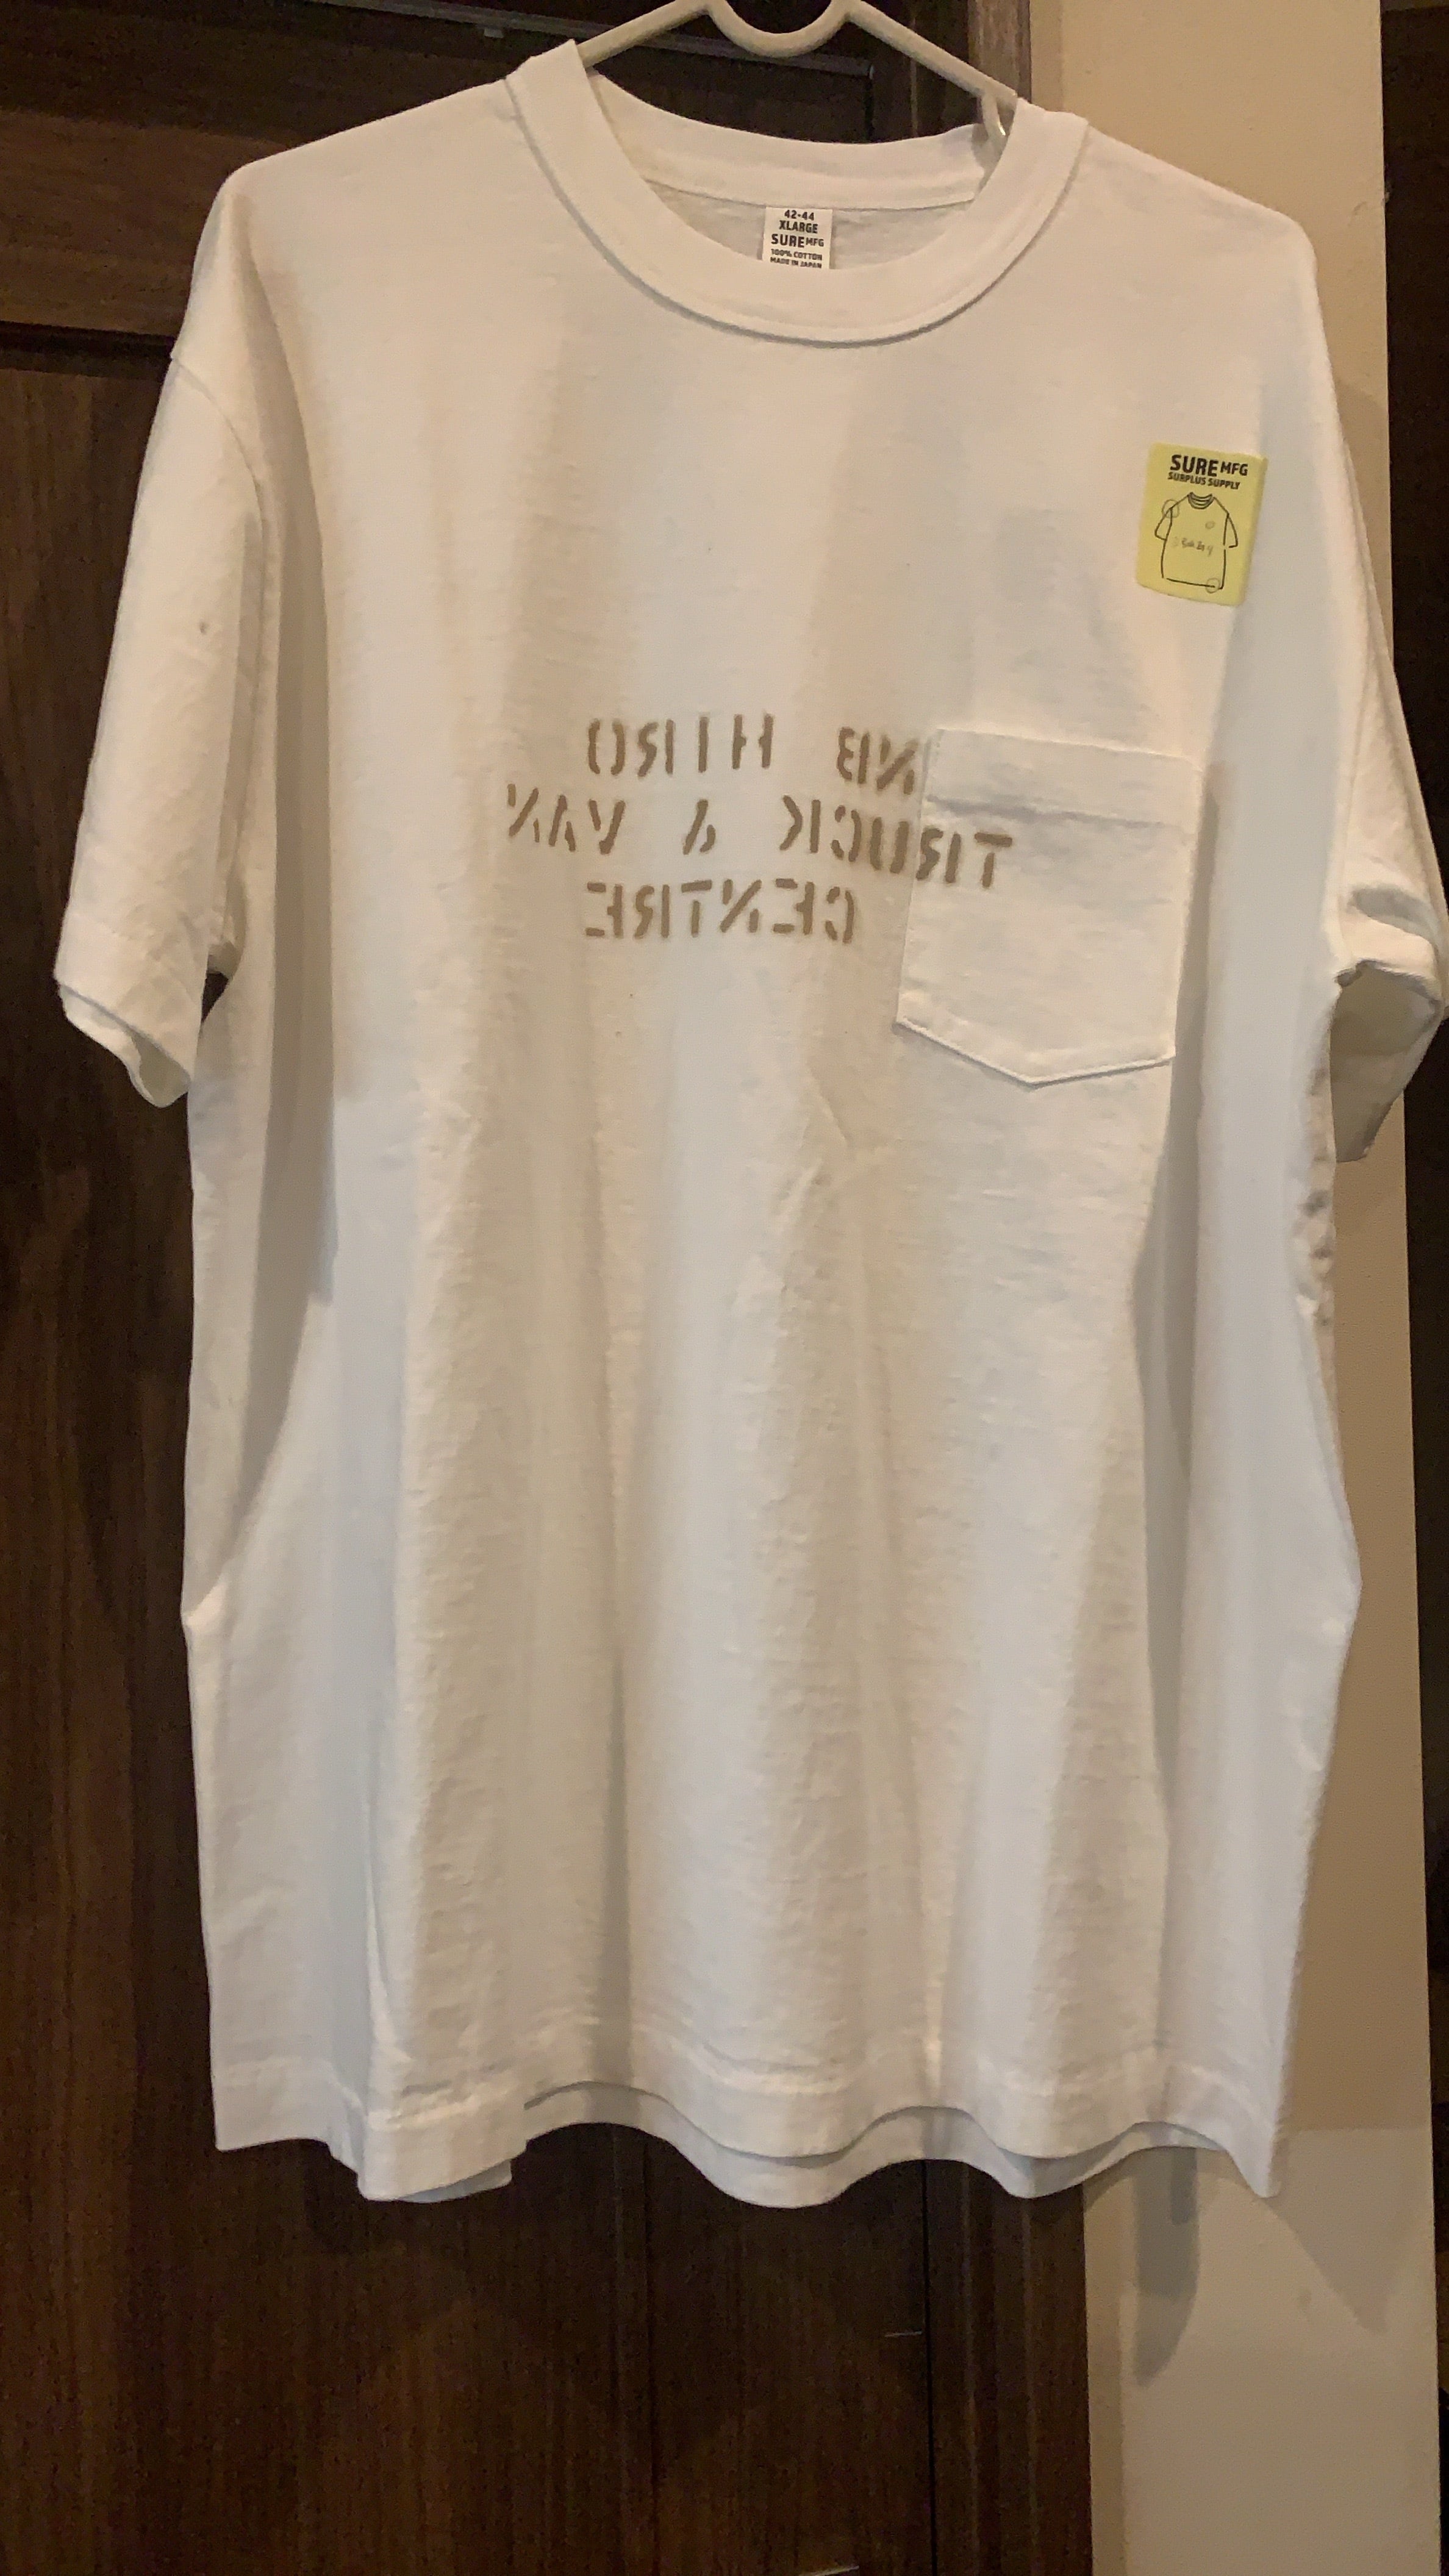 42-44
XLARGE
SURE MFG
100% COTTON
MADE IN JAPAN
SURE MFG
SURPLUS SUPPLY
NB HIRO
TRUCK & VAN
CENTRE